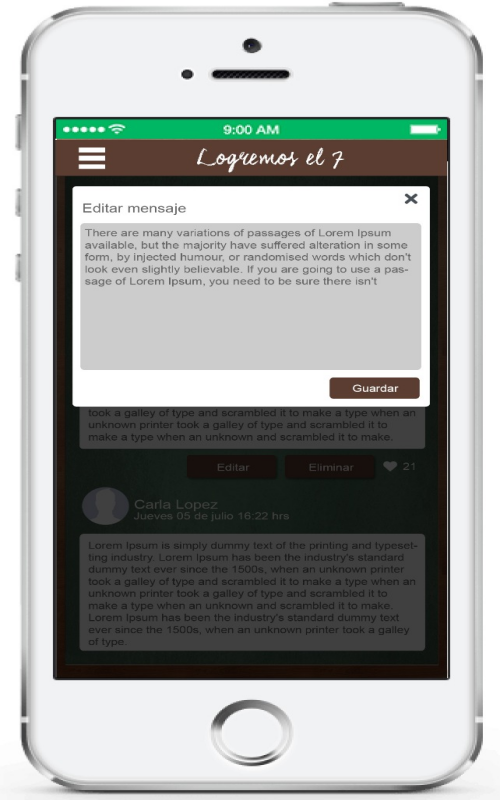 9:00 AM
Logremos el 7
Editar mensaje
There are many variations of passages of Lorem Ipsum
available, but the majority have suffered alteration in some
form, by injected humour, or randomised words which don't
look even slightly believable. If you are going to use a pas-
sage of Lorem Ipsum, you need to be sure there isn't
Guardar
took a galley of type and scrambled it to make a type when an
unknown printer took a galley of type and scrambled it to
make a type when an unknown and scrambled it to make.
Editar Eliminar 21
Carla Lopez
Jueves 05 de julio 16:22 hrs
Lorem Ipsum is simply dummy text of the printing and typeset-
ting industry. Lorem Ipsum has been the industry's standard
dummy text ever since the 1500s, when an unknown printer
took a galley of type and scrambled it to make a type when an
unknown printer took a galley of type and scrambled it to
make a type when an unknown and scrambled it to make.
Lorem Ipsum has been the industry's standard dummy text
ever since the 1500s, when an unknown printer took a galley
of type.